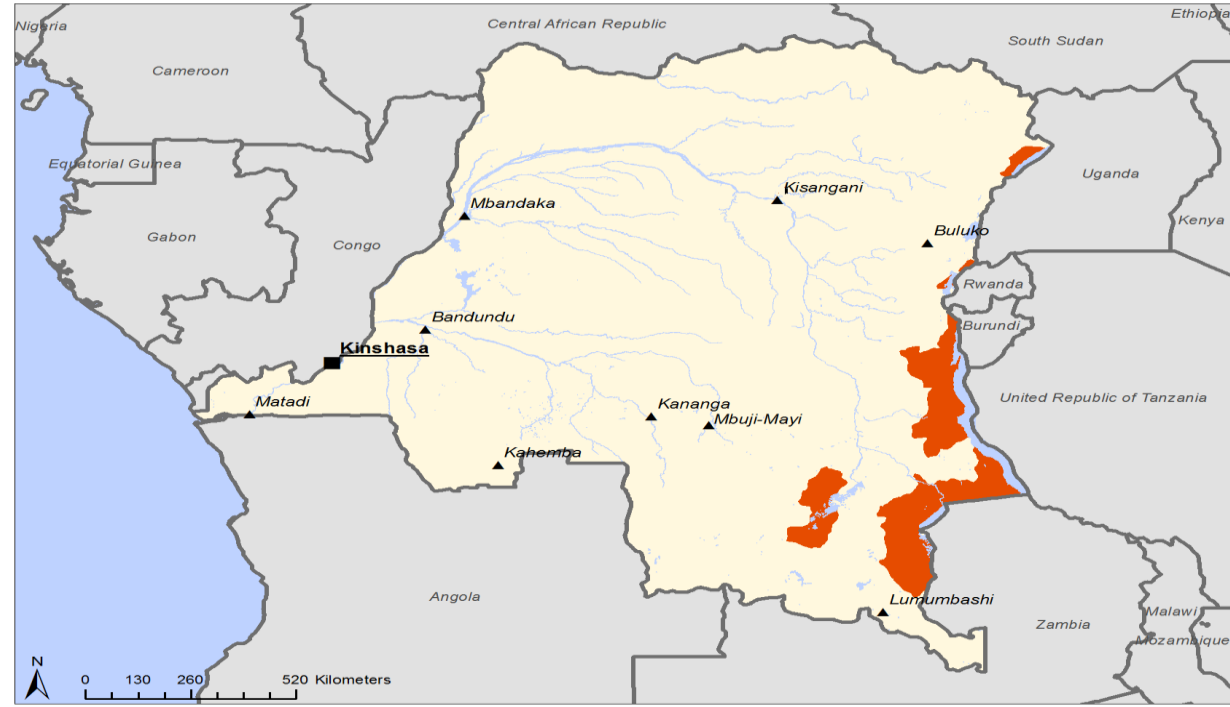 Nigeria
Central African Republic
Ethiopia
South Sudan
Cameroon
Equatorial Guinea
Uganda
Kisangani
Mbandaka
Kenya
Gabon
Congo
Buluko
Rwanda
Bandundu
Burundi
Kinshasa
United Republic of Tanzania
Matadi
Kananga
Mbuji-Mayi
Kahemba
Angola
Lumumbashi
Malawi
Zambia
Mozambique
N
0 130 260 520 Kilometers